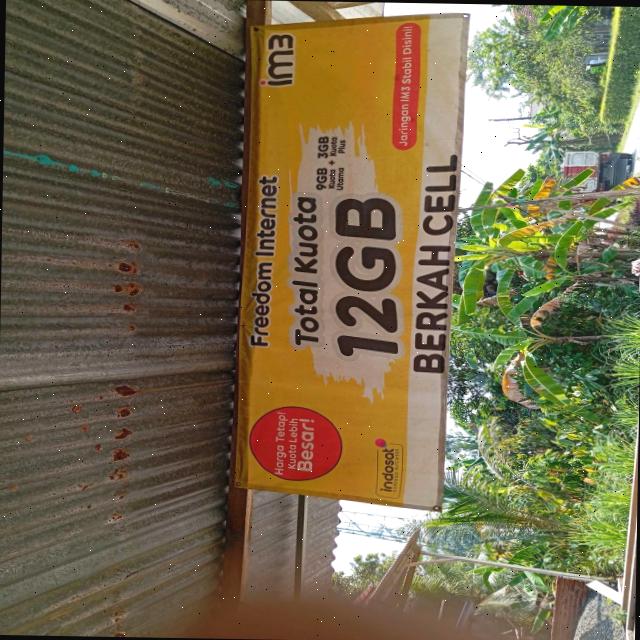 im3
Jaringan IM3 Stabil Disini!
Freedom Internet
Total Kuota
9GB + 3GB
Kuota Utama
Kuota Plus
12GB
Harga Tetap!
Kuota Lebih
Besar!
indosat
BERKAH CELL